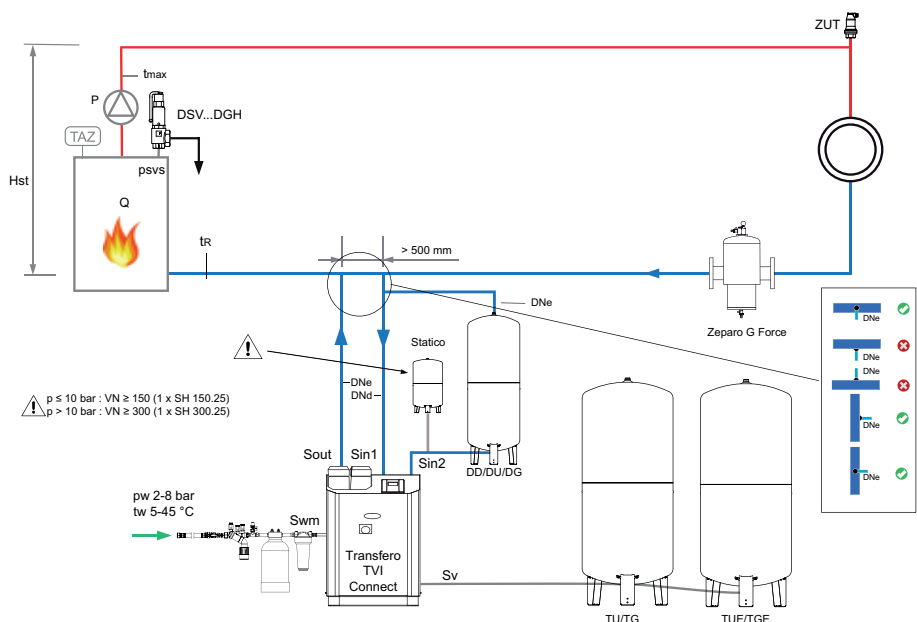 ZUT
tmax
P
DSV...DGH
TAZ
psvs
Hst
Q
tR
> 500 mm
DNe
Zeparo G Force
DNe
DNe
DNe
DNe
DNe
Statico
DNe
DNd
p ≤ 10 bar : VN ≥ 150 (1 x SH 150.25)
p > 10 bar : VN ≥ 300 (1 x SH 300.25)
Sout
Sin1
Sin2
DD/DU/DG
pw 2-8 bar
tw 5-45 °C
Swm
Transfero
TVI
Connect
Sv
TU/TG
TUE/TGE